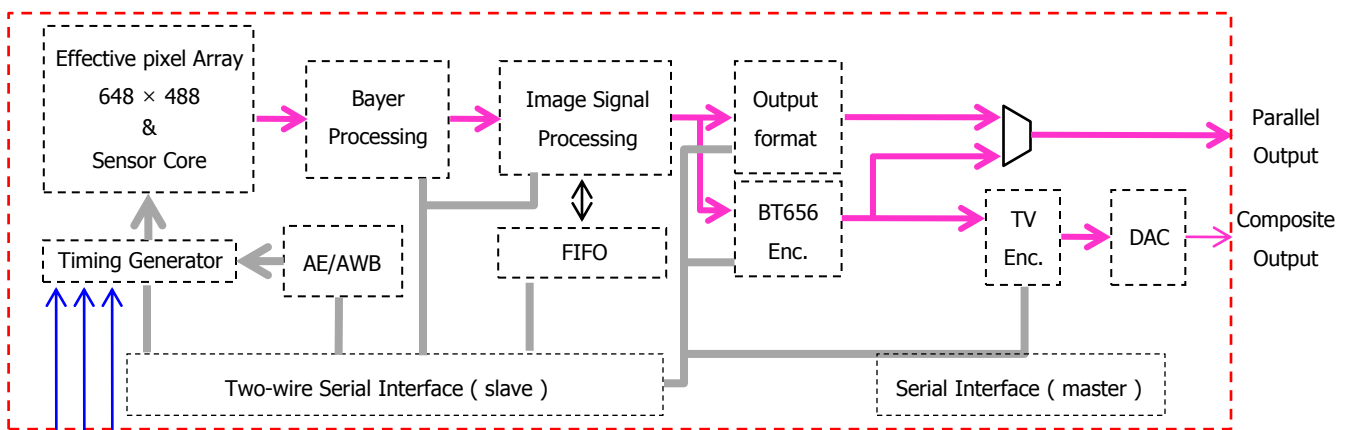 Effective pixel Array
648 × 488
&
Sensor Core
Bayer
Processing
Image Signal
Processing
Output
format
Parallel
Output
BT656
Enc.
TV
Enc.
DAC
Composite
Output
Timing Generator
AE/AWB
FIFO
Two-wire Serial Interface ( slave )
Serial Interface ( master )